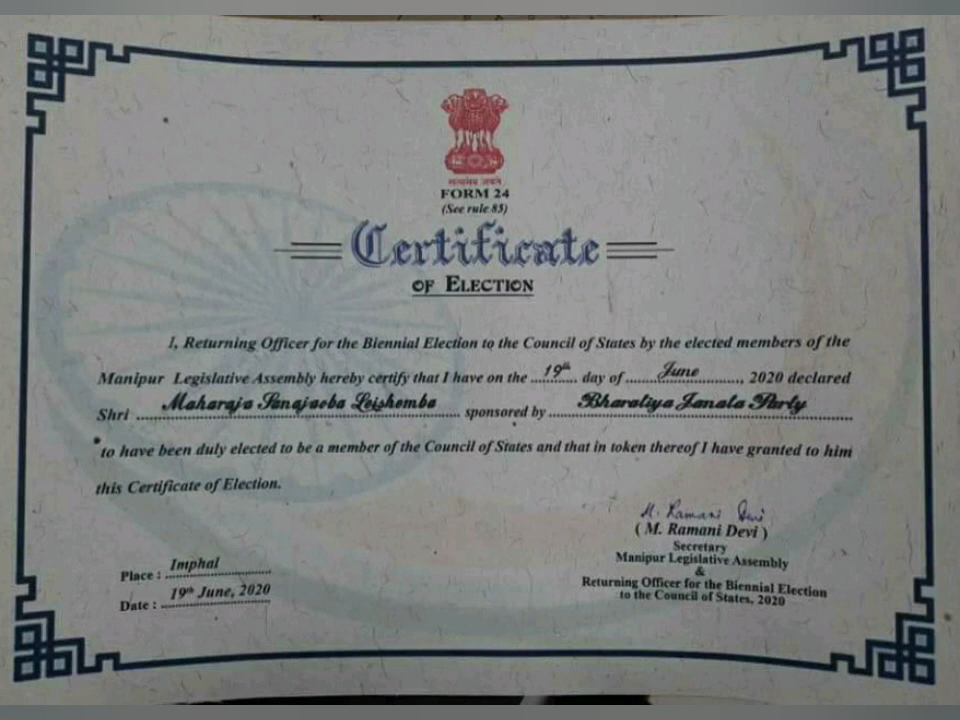 सत्यमेव जयते
FORM 24
(See rule 85)
Certificate
OF ELECTION
I, Returning Officer for the Biennial Election to the Council of States by the elected members of the
Manipur Legislative Assembly hereby certify that I have on the ....19th.... day of ........June........, 2020 declared
Shri ....Maharaja Sanajaoba Leishemba.... sponsored by ....Bharatiya Janata Party....
to have been duly elected to be a member of the Council of States and that in token thereof I have granted to him
this Certificate of Election.
M. Ramani Devi
( M. Ramani Devi )
Secretary
Manipur Legislative Assembly
&
Returning Officer for the Biennial Election
to the Council of States, 2020
Place : Imphal
Date : 19th June, 2020